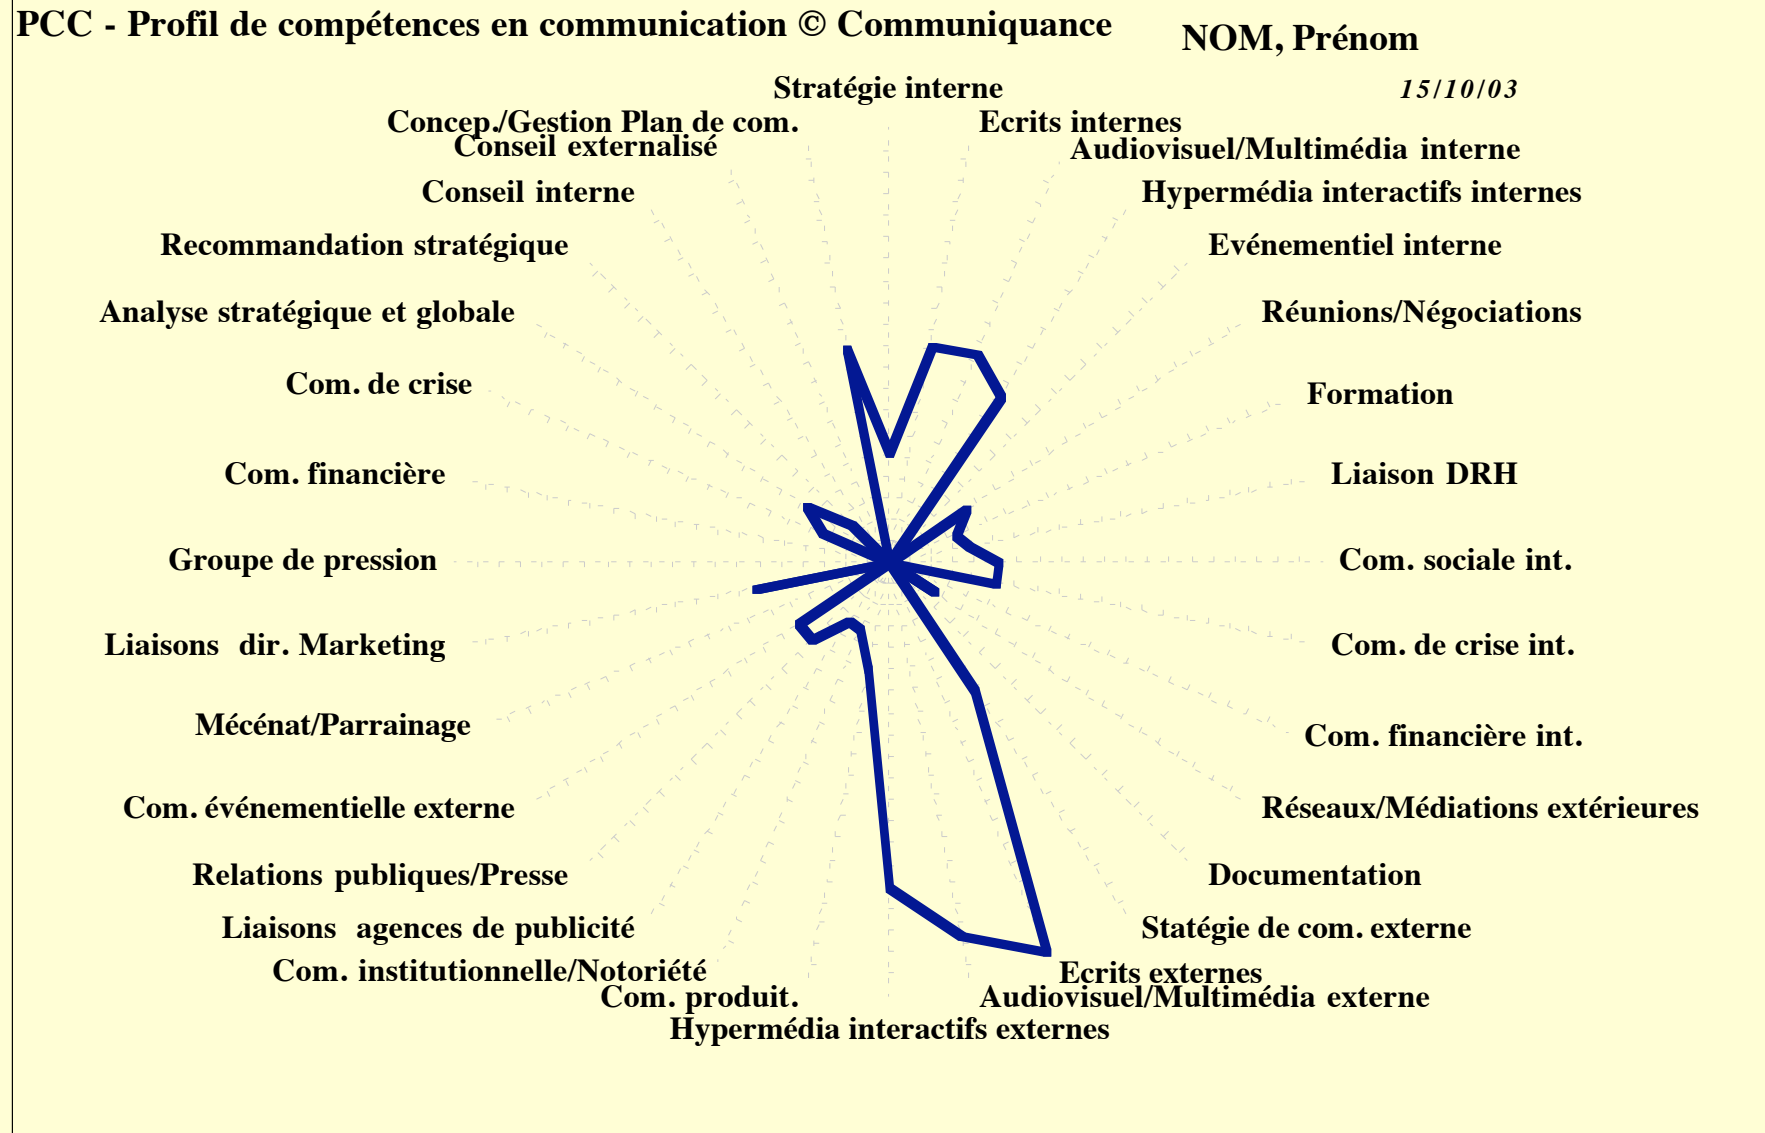 PCC - Profil de compétences en communication © Communiquance
NOM, Prénom
15/10/03
Stratégie interne
Ecrits internes
Audiovisuel/Multimédia interne
Hypermédia interactifs internes
Evénementiel interne
Réunions/Négociations
Formation
Liaison DRH
Com. sociale int.
Com. de crise int.
Com. financière int.
Réseaux/Médiations extérieures
Documentation
Statégie de com. externe
Ecrits externes
Audiovisuel/Multimédia externe
Hypermédia interactifs externes
Com. produit.
Com. institutionnelle/Notoriété
Liaisons agences de publicité
Relations publiques/Presse
Com. événementielle externe
Mécénat/Parrainage
Liaisons dir. Marketing
Groupe de pression
Com. financière
Com. de crise
Analyse stratégique et globale
Recommandation stratégique
Conseil interne
Conseil externalisé
Concep./Gestion Plan de com.